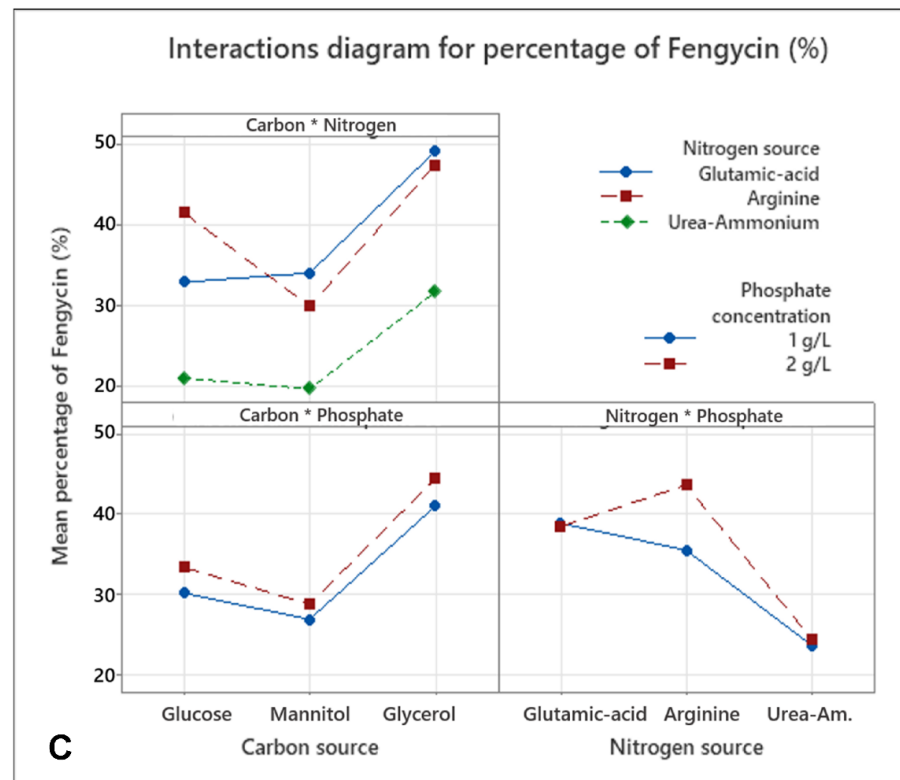 Interactions diagram for percentage of Fengycin (%)
Carbon * Nitrogen
50
40
30
20
Nitrogen source
Glutamic-acid
Arginine
Urea-Ammonium
Phosphate
concentration
1 g/L
2 g/L
Mean percentage of Fengycin (%)
Carbon * Phosphate
Nitrogen * Phosphate
50
40
30
20
Glucose Mannitol Glycerol
Glutamic-acid Arginine Urea-Am.
C
Carbon source
Nitrogen source